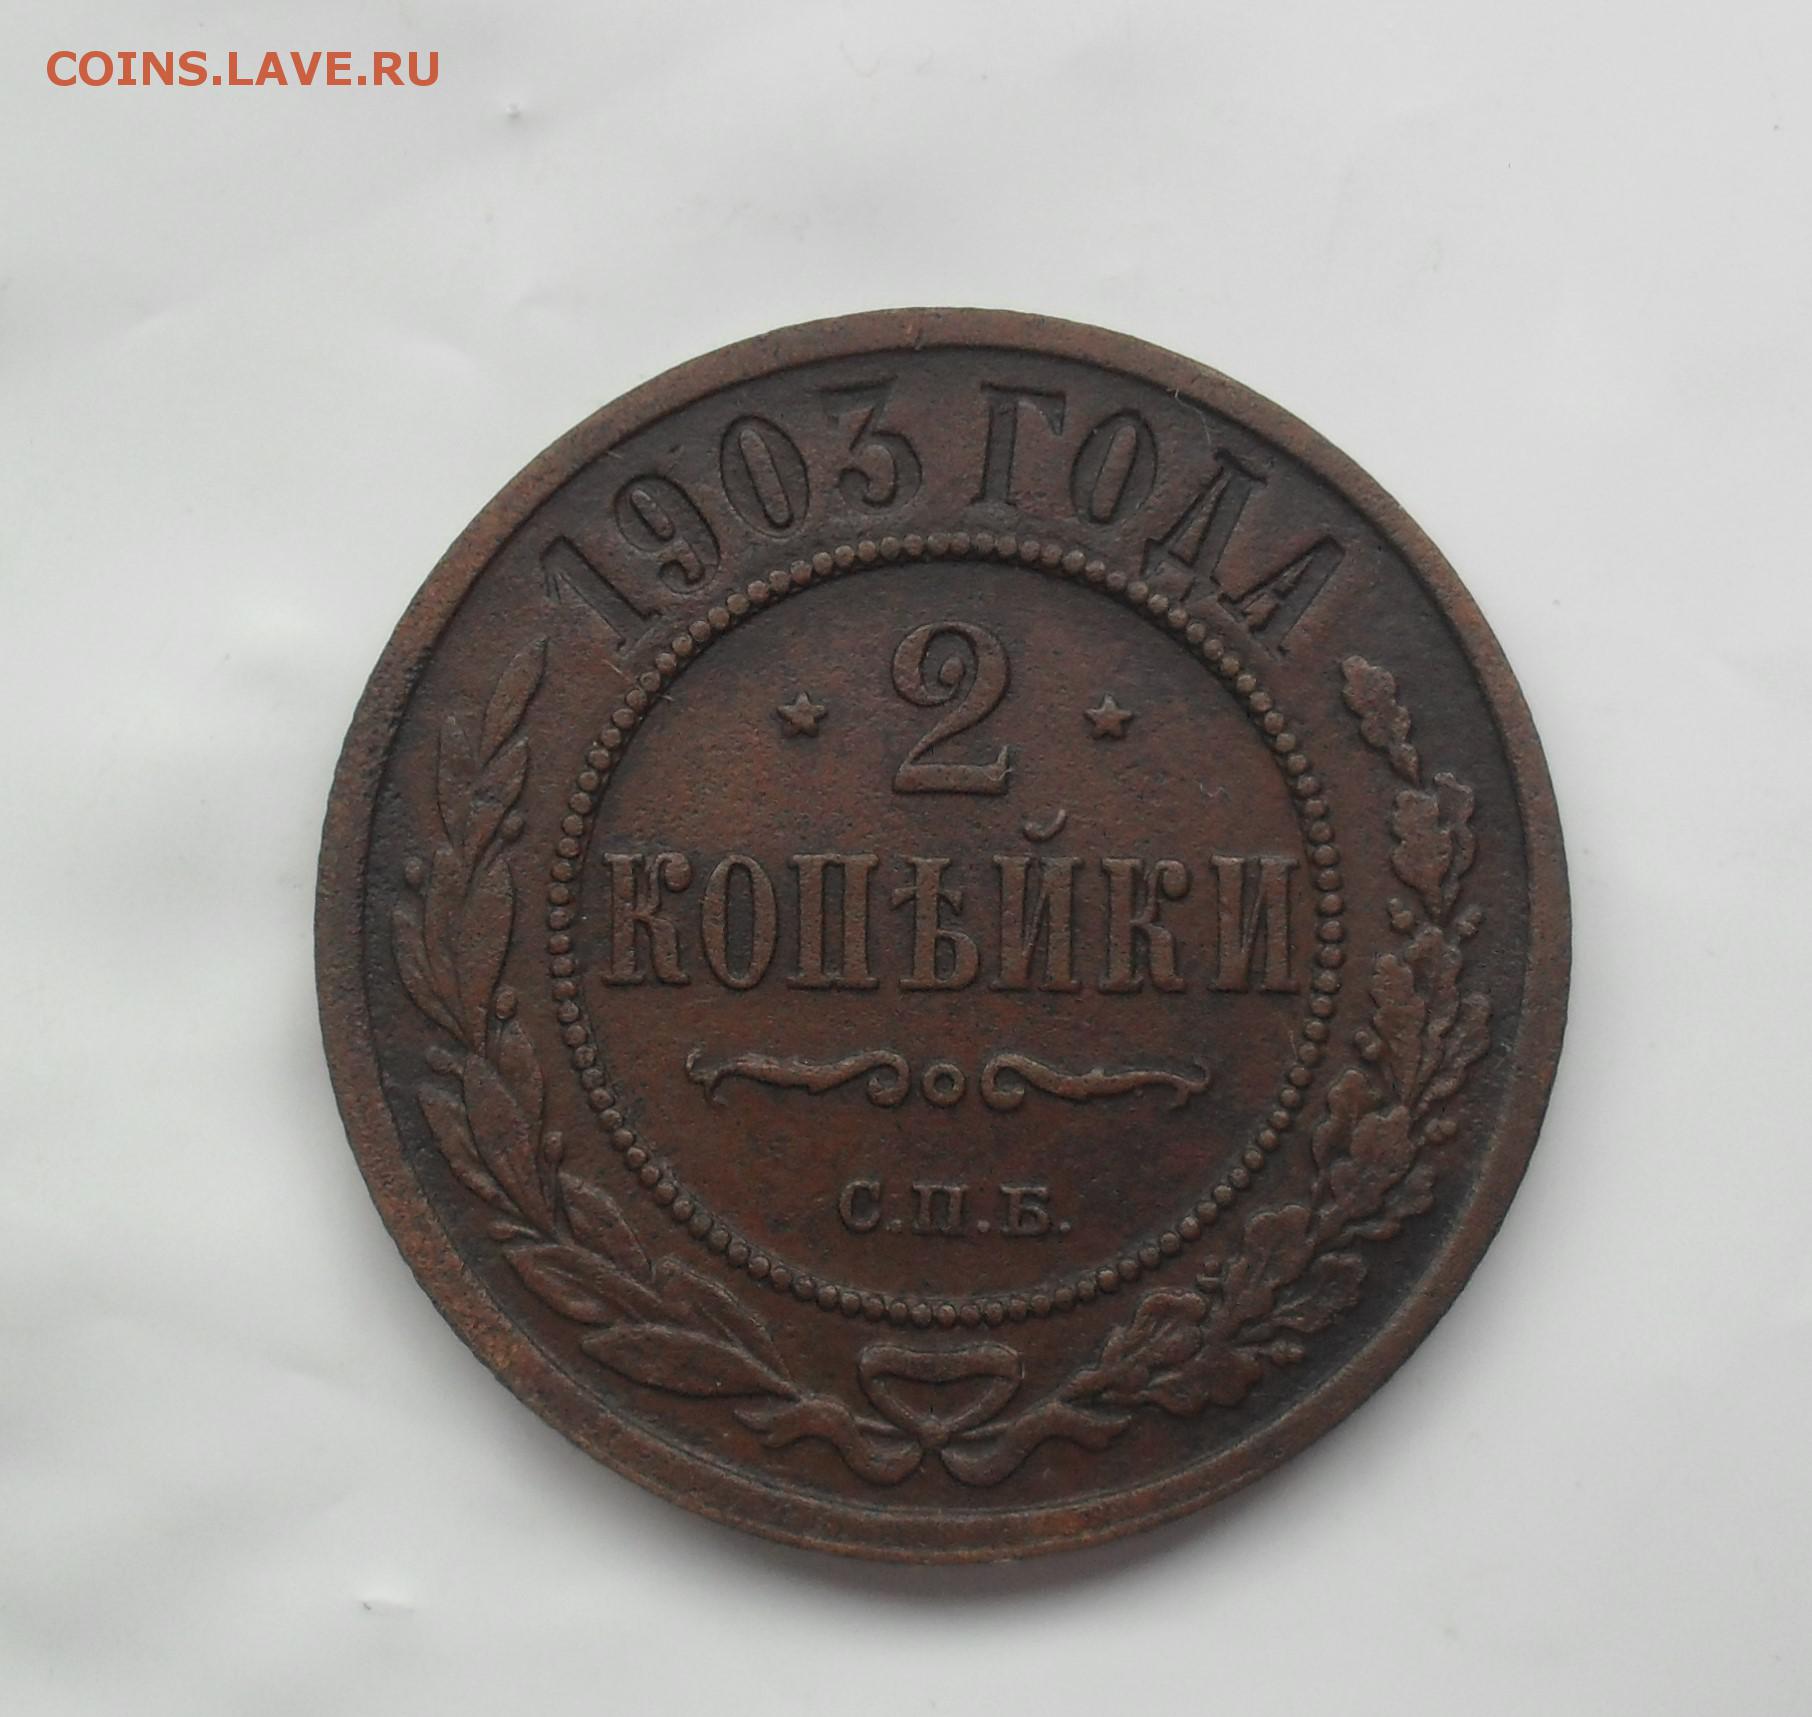 COINS.LAVE.RU
1903 ГОДА
2
КОПѢЙКИ
С.П.Б.